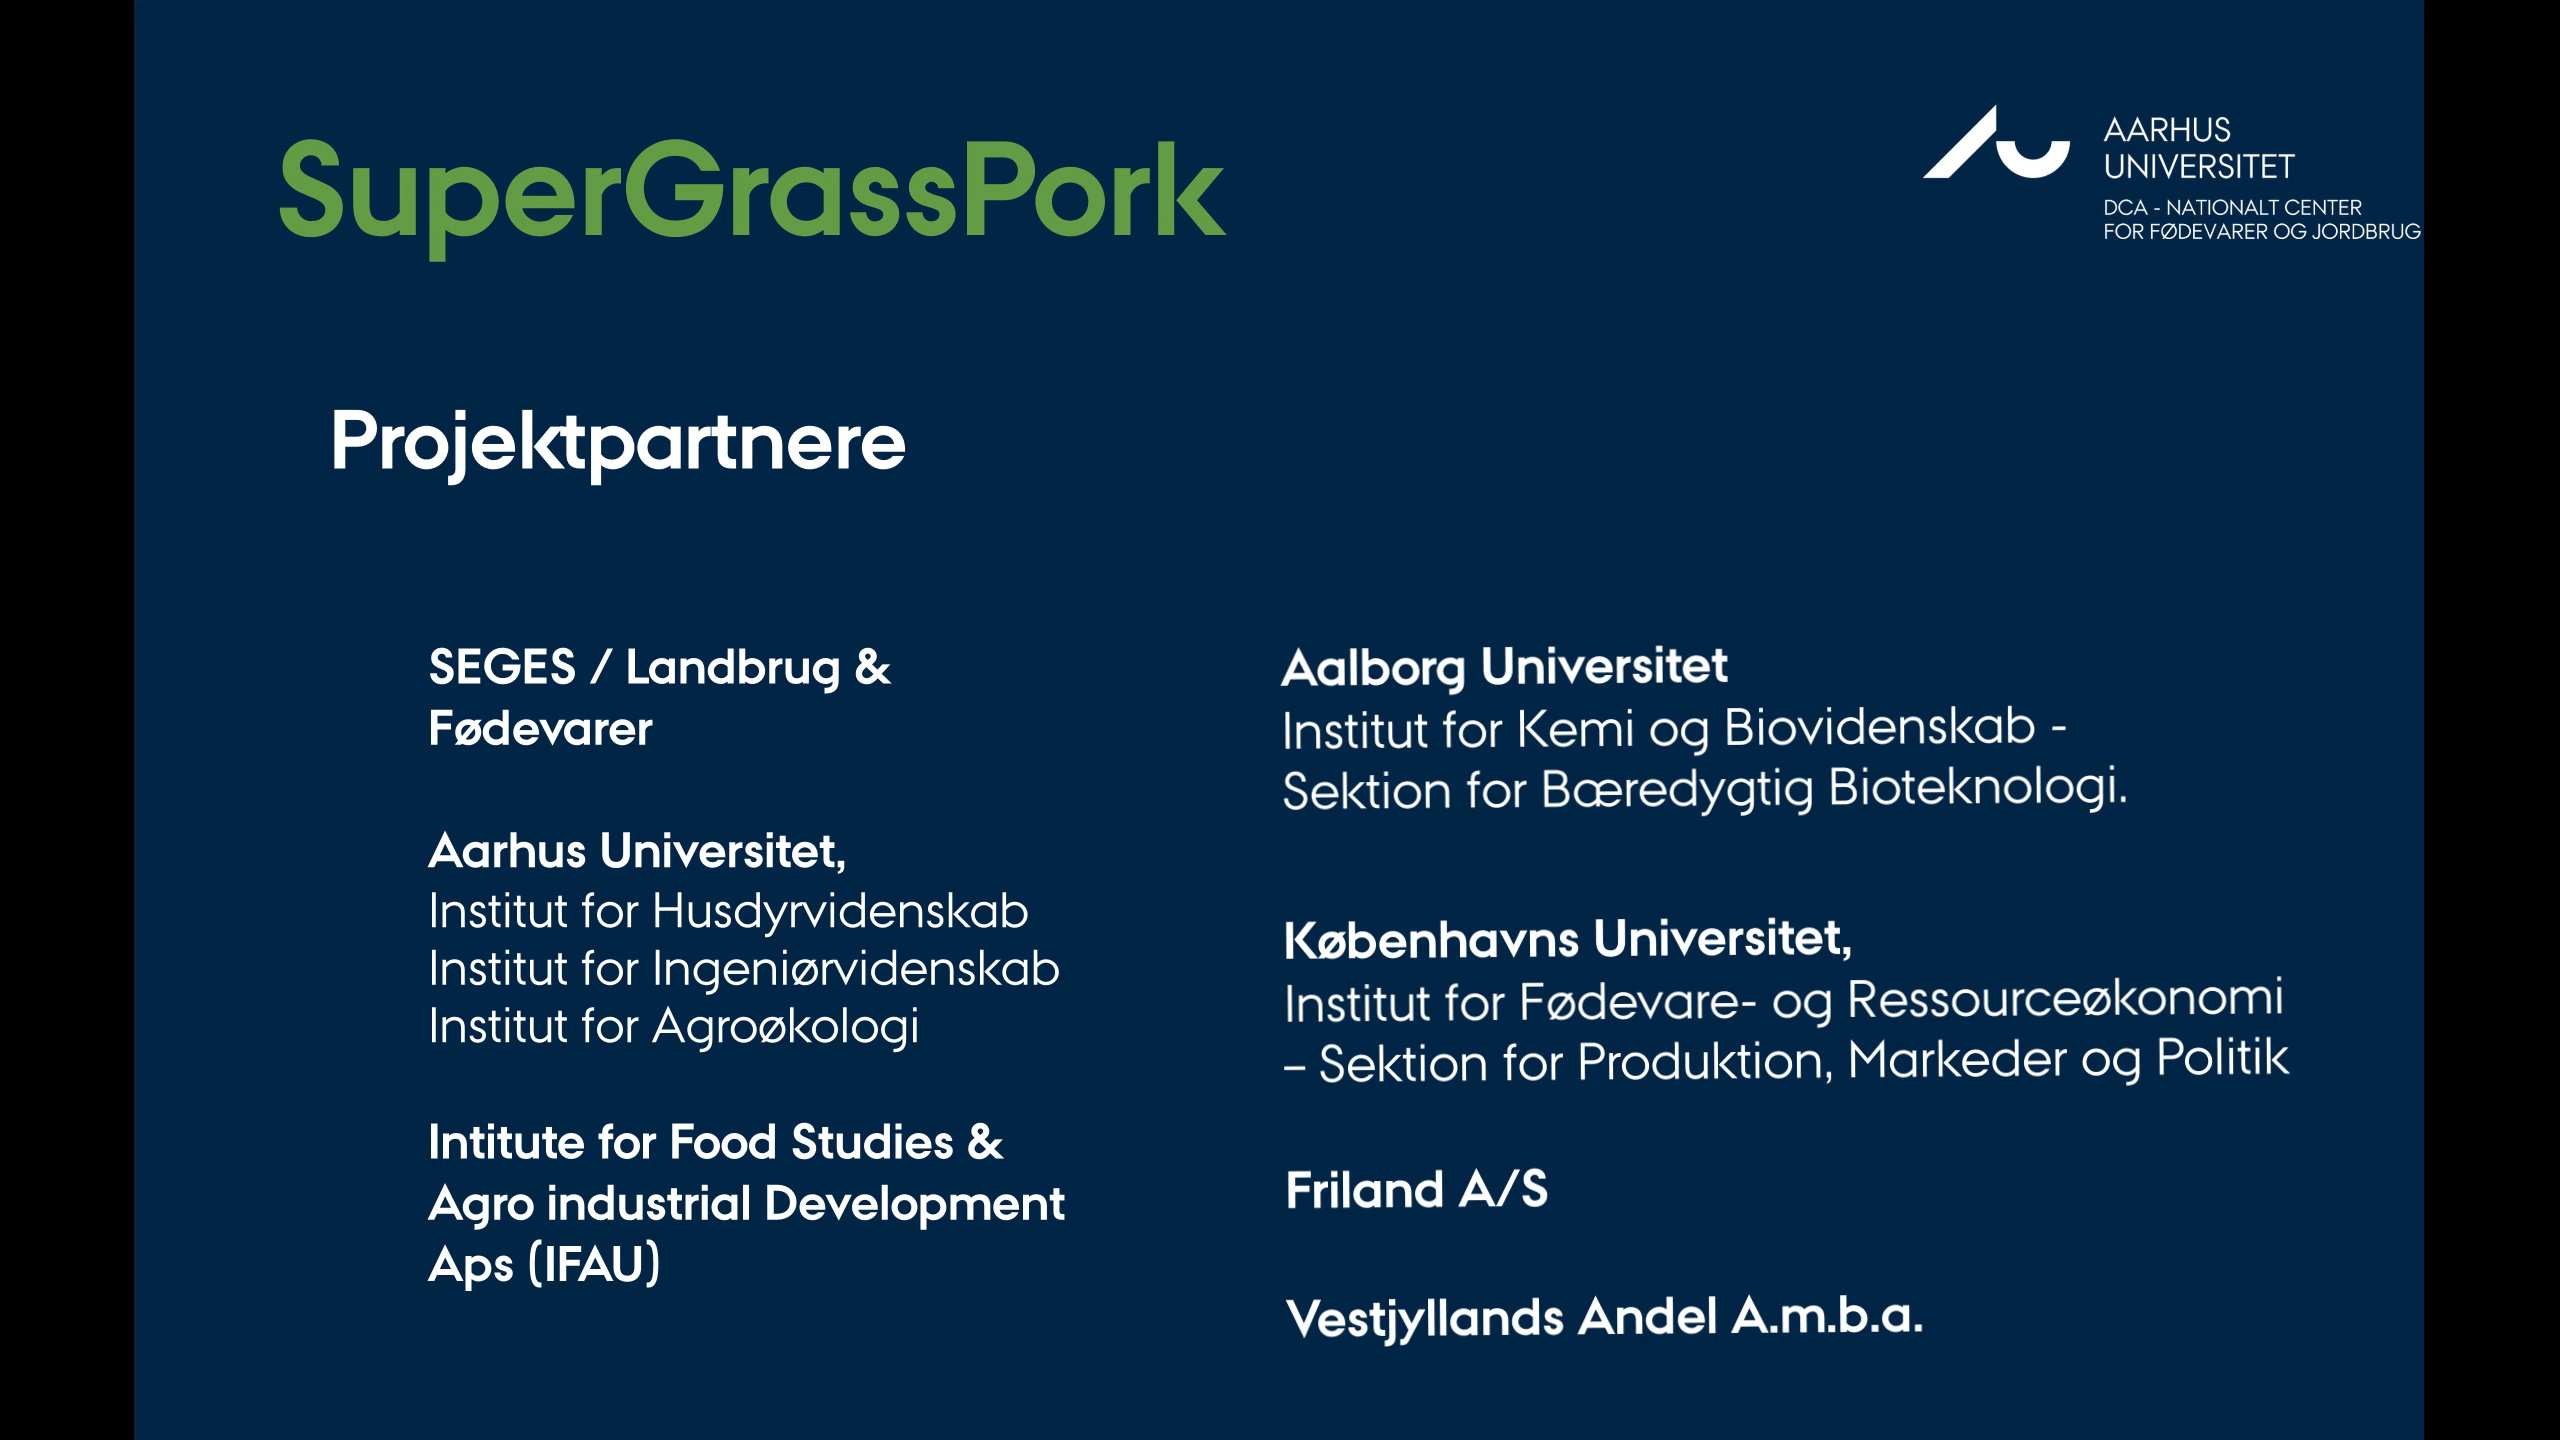 SuperGrassPork
AARHUS
UNIVERSITET
DCA - NATIONALT CENTER
FOR FØDEVARER OG JORDBRUG
Projektpartnere
SEGES / Landbrug &
Fødevarer
Aarhus Universitet,
Institut for Husdyrvidenskab
Institut for Ingeniørvidenskab
Institut for Agroøkologi
Intitute for Food Studies &
Agro industrial Development
Aps (IFAU)
Aalborg Universitet
Institut for Kemi og Biovidenskab -
Sektion for Bæredygtig Bioteknologi.
Københavns Universitet,
Institut for Fødevare- og Ressourceøkonomi
– Sektion for Produktion, Markeder og Politik
Friland A/S
Vestjyllands Andel A.m.b.a.